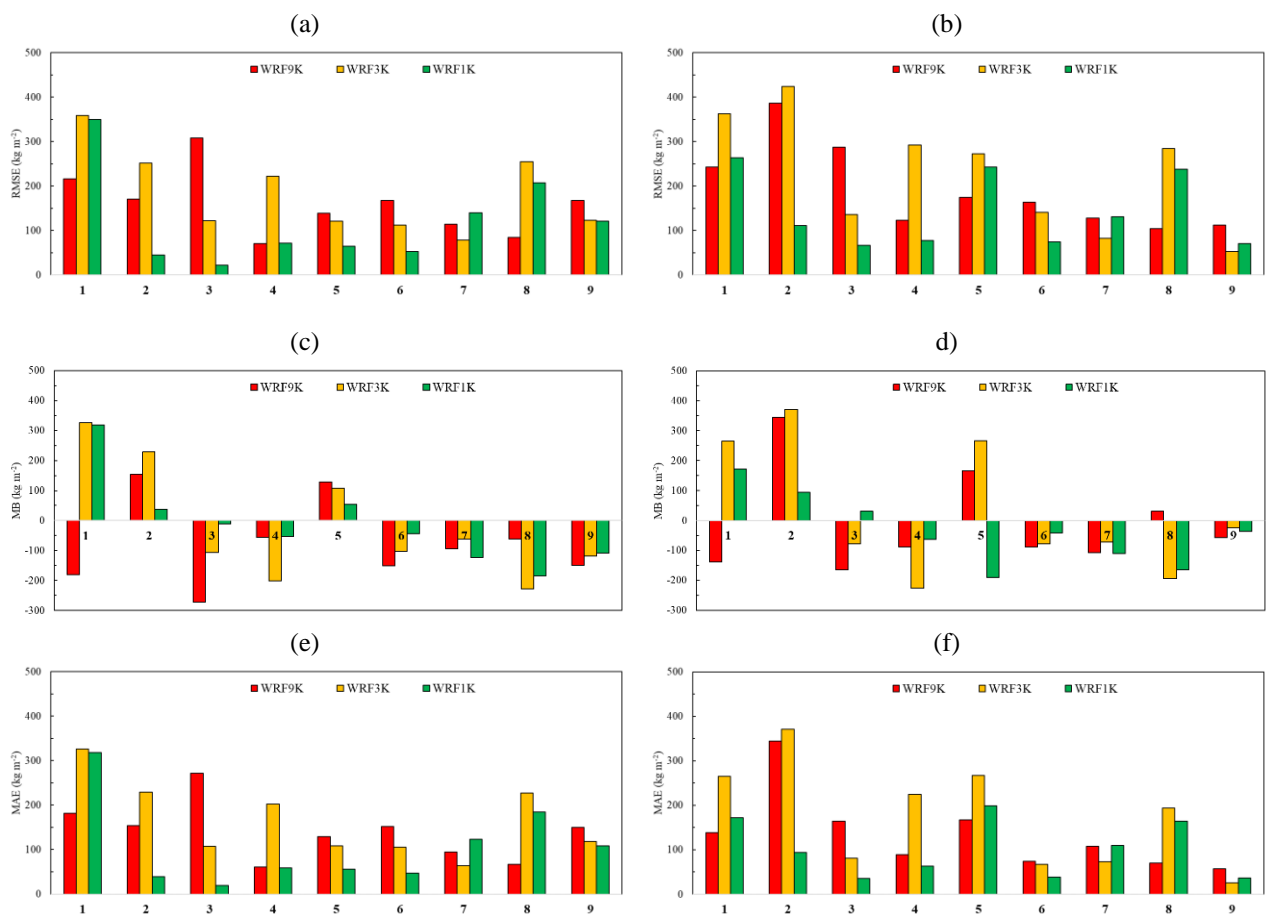 (a)
(b)
500
400
300
200
100
0
RMSE (kg m⁻²)
WRF9K WRF3K WRF1K
1 2 3 4 5 6 7 8 9
500
400
300
200
100
0
RMSE (kg m⁻²)
WRF9K WRF3K WRF1K
1 2 3 4 5 6 7 8 9
(c)
d)
500
400
300
200
100
0
-100
-200
-300
MB (kg m⁻²)
WRF9K WRF3K WRF1K
1 2 3 4 5 6 7 8 9
500
400
300
200
100
0
-100
-200
-300
MB (kg m⁻²)
WRF9K WRF3K WRF1K
1 2 3 4 5 6 7 8 9
(e)
(f)
500
400
300
200
100
0
MAE (kg m⁻²)
WRF9K WRF3K WRF1K
1 2 3 4 5 6 7 8 9
500
400
300
200
100
0
MAE (kg m⁻²)
WRF9K WRF3K WRF1K
1 2 3 4 5 6 7 8 9